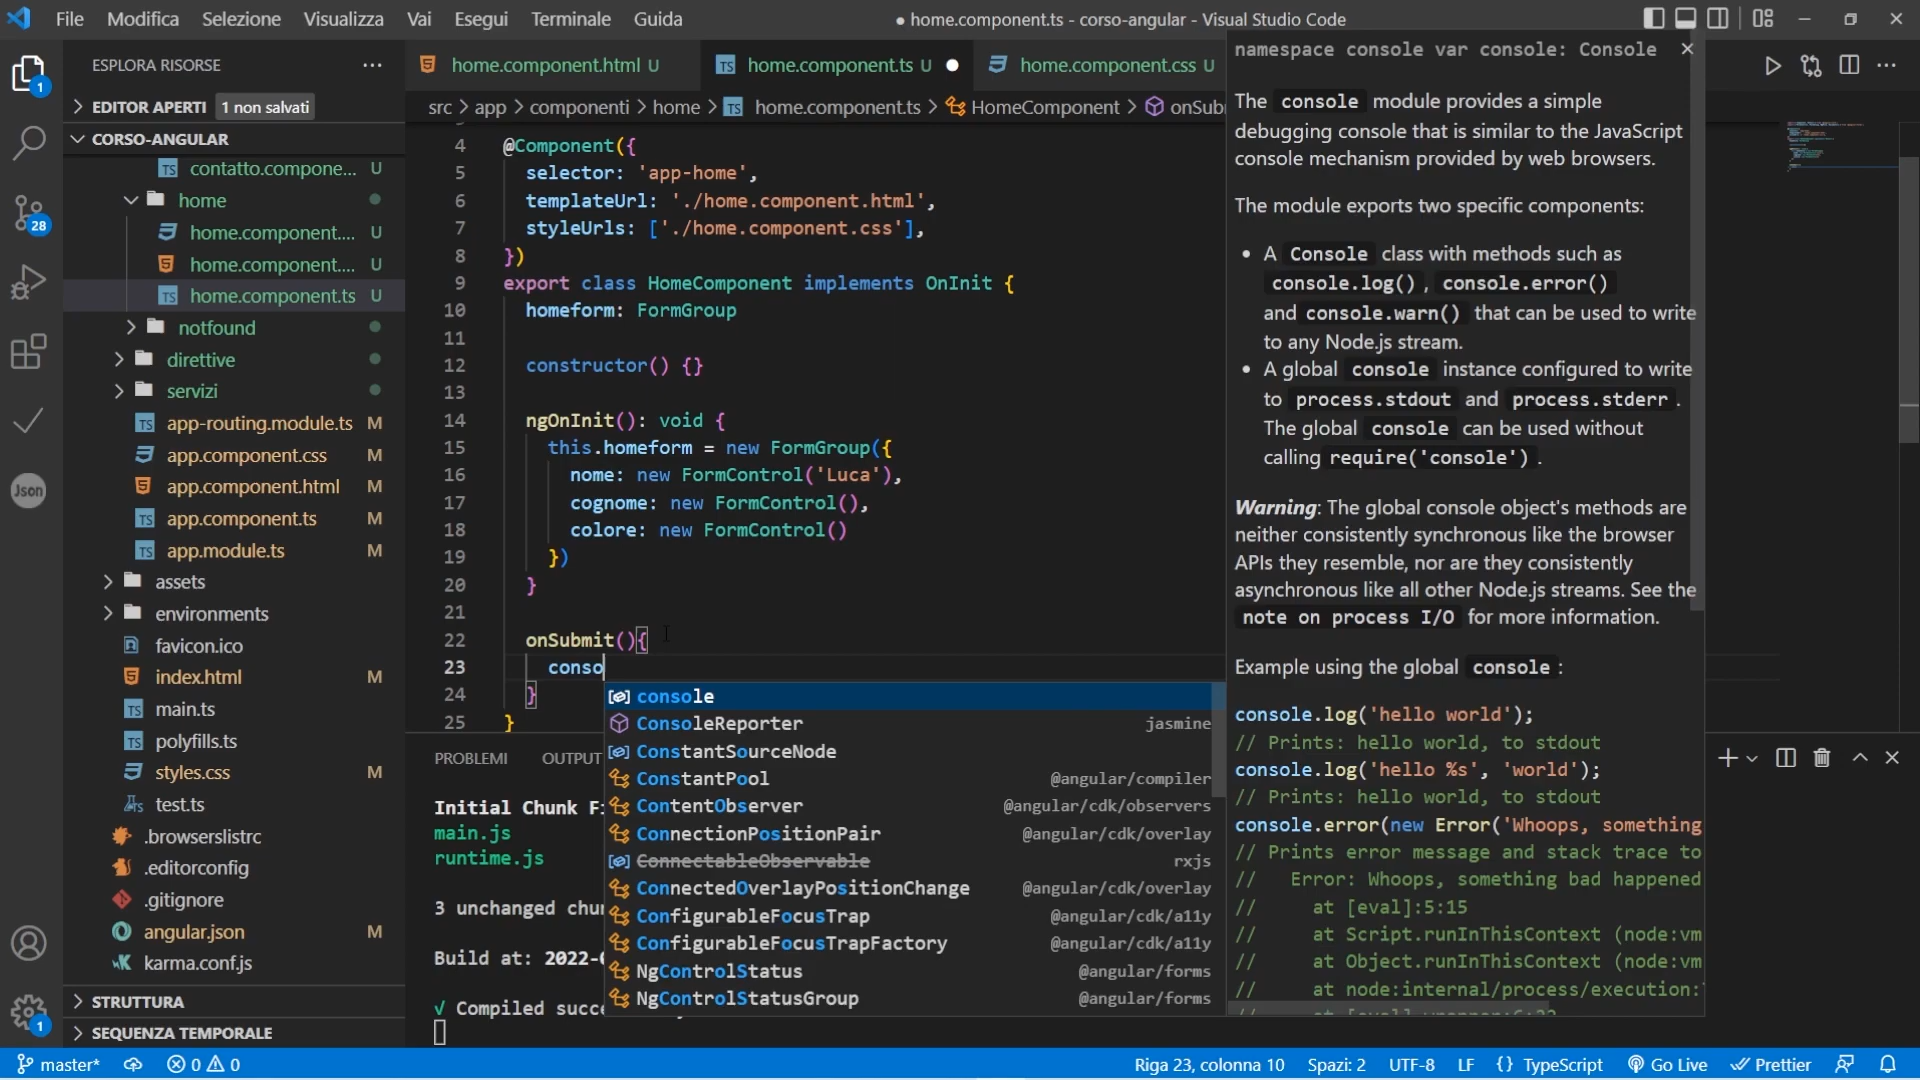 File Modifica Selezione Visualizza Vai Esegui Terminale Guida
● home.component.ts - corso-angular - Visual Studio Code
ESPLORA RISORSE
EDITOR APERTI 1 non salvati
CORSO-ANGULAR
contatto.compone... U
home
home.component.... U
home.component.... U
home.component.ts U
notfound
direttive
servizi
app-routing.module.ts M
app.component.css M
app.component.html M
app.component.ts M
app.module.ts M
assets
environments
favicon.ico
index.html M
main.ts
polyfills.ts
styles.css M
test.ts
.browserslistrc
.editorconfig
.gitignore
angular.json M
karma.conf.js
STRUTTURA
SEQUENZA TEMPORALE
1
28
Json
1
home.component.html U
home.component.ts U
home.component.css U
src > app > componenti > home > TS home.component.ts > HomeComponent > onSub
4 @Component({
5 selector: 'app-home',
6 templateUrl: './home.component.html',
7 styleUrls: ['./home.component.css'],
8 })
9 export class HomeComponent implements OnInit {
10 homeform: FormGroup
11
12 constructor() {}
13
14 ngOnInit(): void {
15 this.homeform = new FormGroup({
16 nome: new FormControl('Luca'),
17 cognome: new FormControl(),
18 colore: new FormControl()
19 })
20 }
21
22 onSubmit(){
23 conso
24 }
25 }
console
ConsoleReporter jasmine
ConstantSourceNode
ConstantPool @angular/compiler
ContentObserver @angular/cdk/observers
ConnectionPositionPair @angular/cdk/overlay
ConnectableObservable rxjs
ConnectedOverlayPositionChange @angular/cdk/overlay
ConfigurableFocusTrap @angular/cdk/a11y
ConfigurableFocusTrapFactory @angular/cdk/a11y
NgControlStatus @angular/forms
NgControlStatusGroup @angular/forms
PROBLEMI OUTPUT
Initial Chunk Fi
main.js
runtime.js
3 unchanged chun
Build at: 2022-
√ Compiled succe
namespace console var console: Console
The console module provides a simple
debugging console that is similar to the JavaScript
console mechanism provided by web browsers.
The module exports two specific components:
• A Console class with methods such as
console.log() , console.error()
and console.warn() that can be used to write
to any Node.js stream.
• A global console instance configured to write
to process.stdout and process.stderr .
The global console can be used without
calling require('console') .
Warning: The global console object's methods are
neither consistently synchronous like the browser
APIs they resemble, nor are they consistently
asynchronous like all other Node.js streams. See the
note on process I/O for more information.
Example using the global console :
console.log('hello world');
// Prints: hello world, to stdout
console.log('hello %s', 'world');
// Prints: hello world, to stdout
console.error(new Error('Whoops, something
// Prints error message and stack trace to
// Error: Whoops, something bad happened
// at [eval]:5:15
// at Script.runInThisContext (node:vm
// at Object.runInThisContext (node:vm
// at node:internal/process/execution:
master* 0 0
Riga 23, colonna 10 Spazi: 2 UTF-8 LF {} TypeScript Go Live Prettier